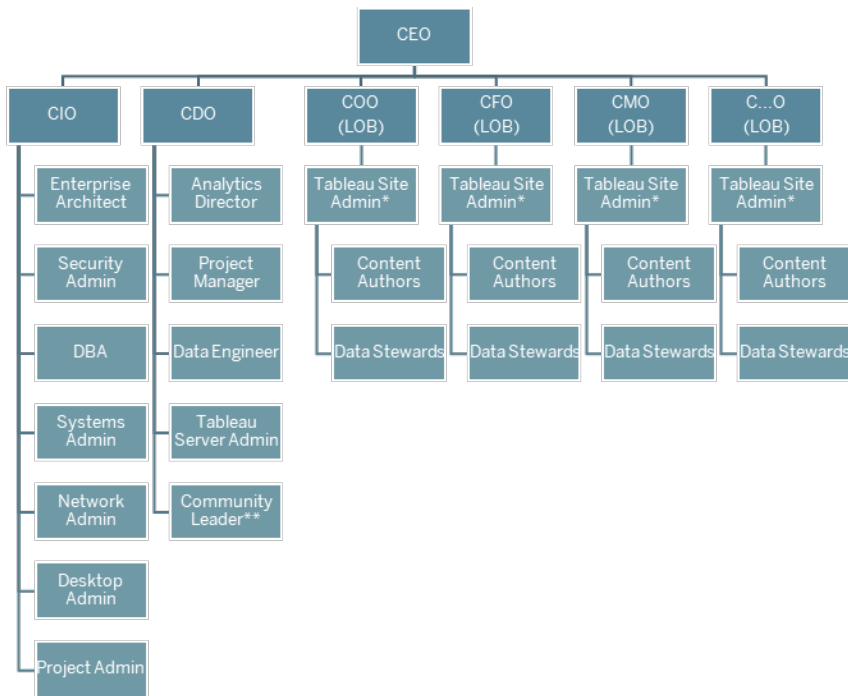 CEO
CIO
CDO
COO
(LOB)
CFO
(LOB)
CMO
(LOB)
C...O
(LOB)
Enterprise
Architect
Security
Admin
DBA
Systems
Admin
Network
Admin
Desktop
Admin
Project Admin
Analytics
Director
Project
Manager
Data Engineer
Tableau
Server Admin
Community
Leader**
Tableau Site
Admin*
Content
Authors
Data Stewards
Tableau Site
Admin*
Content
Authors
Data Stewards
Tableau Site
Admin*
Content
Authors
Data Stewards
Tableau Site
Admin*
Content
Authors
Data Stewards